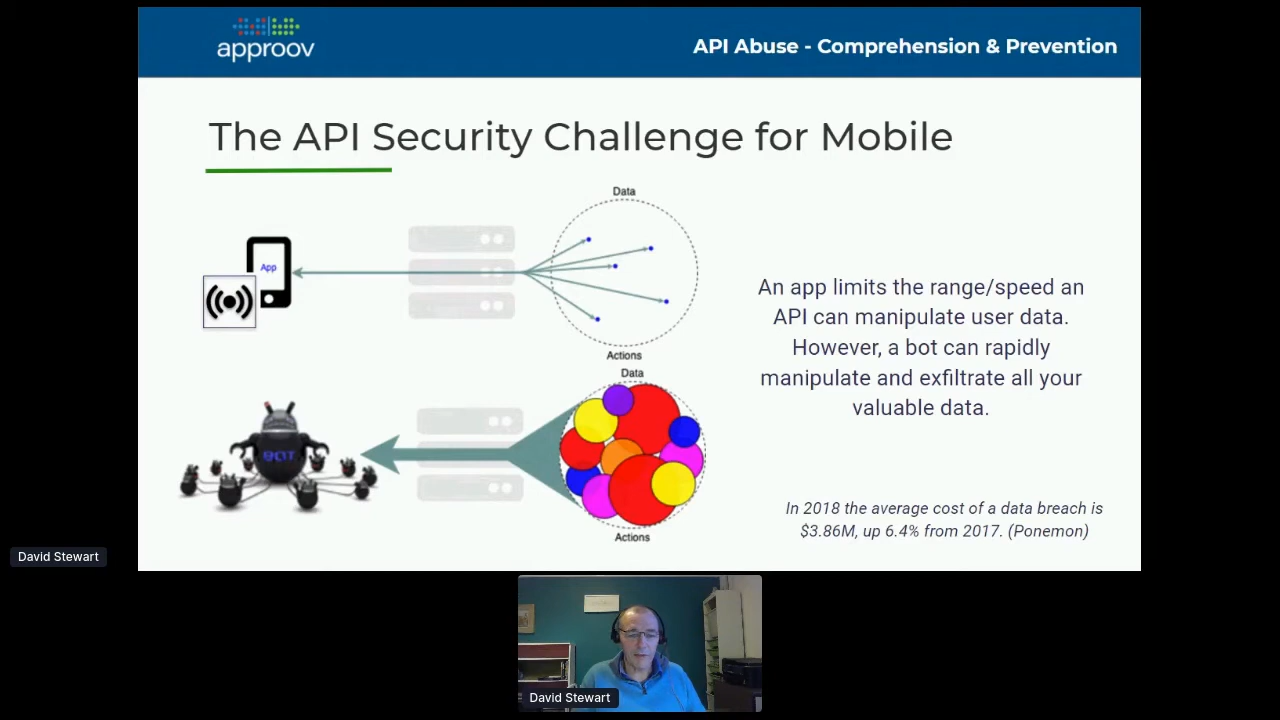 approov
API Abuse - Comprehension & Prevention
The API Security Challenge for Mobile
Data
App
Actions
An app limits the range/speed an
API can manipulate user data.
However, a bot can rapidly
manipulate and exfiltrate all your
valuable data.
Data
BOT
Actions
In 2018 the average cost of a data breach is
$3.86M, up 6.4% from 2017. (Ponemon)
David Stewart
David Stewart